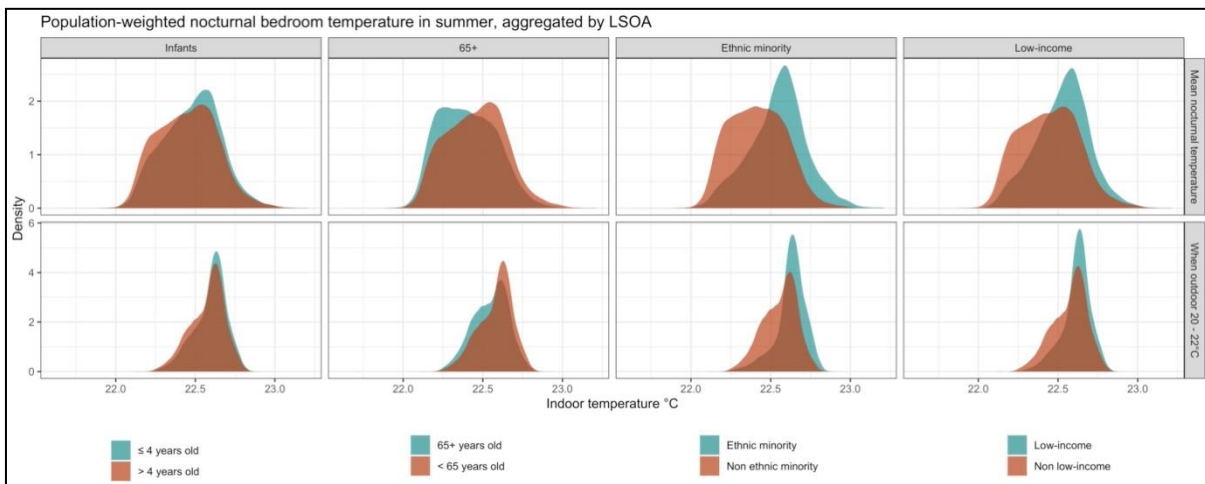 Population-weighted nocturnal bedroom temperature in summer, aggregated by LSOA
Infants
65+
Ethnic minority
Low-income
Mean nocturnal temperature
When outdoor 20 - 22°C
Density
2
1
0
6
4
2
0
22.0 22.5 23.0
22.0 22.5 23.0
22.0 22.5 23.0
22.0 22.5 23.0
Indoor temperature °C
≤ 4 years old
> 4 years old
65+ years old
< 65 years old
Ethnic minority
Non ethnic minority
Low-income
Non low-income